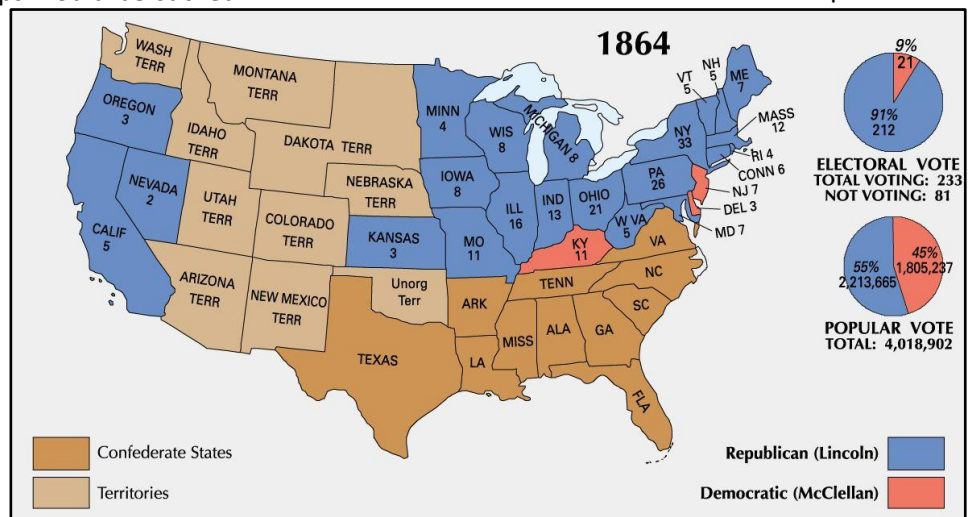 1864
WASH
TERR
MONTANA
TERR
OREGON
3
IDAHO
TERR
DAKOTA TERR
MINN
4
WIS
8
MICHIGAN 8
VT
5
NH
5
ME
7
MASS
12
NY
33
RI 4
CONN 6
NEVADA
2
UTAH
TERR
NEBRASKA
TERR
IOWA
8
PA
26
NJ 7
DEL 3
MD 7
CALIF
5
COLORADO
TERR
KANSAS
3
MO
11
ILL
16
IND
13
OHIO
21
W VA
5
KY
11
VA
ARIZONA
TERR
NEW MEXICO
TERR
Unorg
Terr
ARK
TENN
NC
SC
TEXAS
LA
MISS
ALA
GA
FLA
9%
21
91%
212
ELECTORAL VOTE
TOTAL VOTING: 233
NOT VOTING: 81
45%
1,805,237
55%
2,213,665
POPULAR VOTE
TOTAL: 4,018,902
Confederate States
Territories
Republican (Lincoln)
Democratic (McClellan)